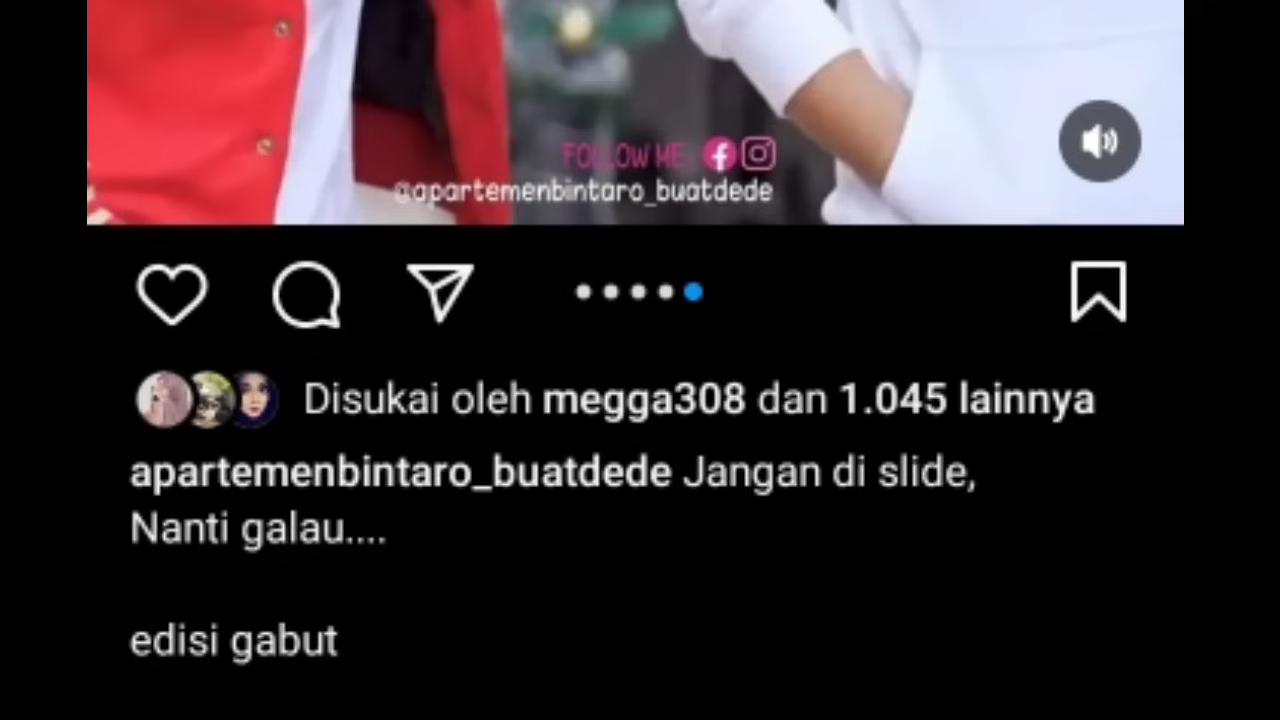 FOLLOW ME
@apartemenbintaro_buatdede
Disukai oleh megga308 dan 1.045 lainnya
apartemenbintaro_buatdede Jangan di slide,
Nanti galau....
edisi gabut